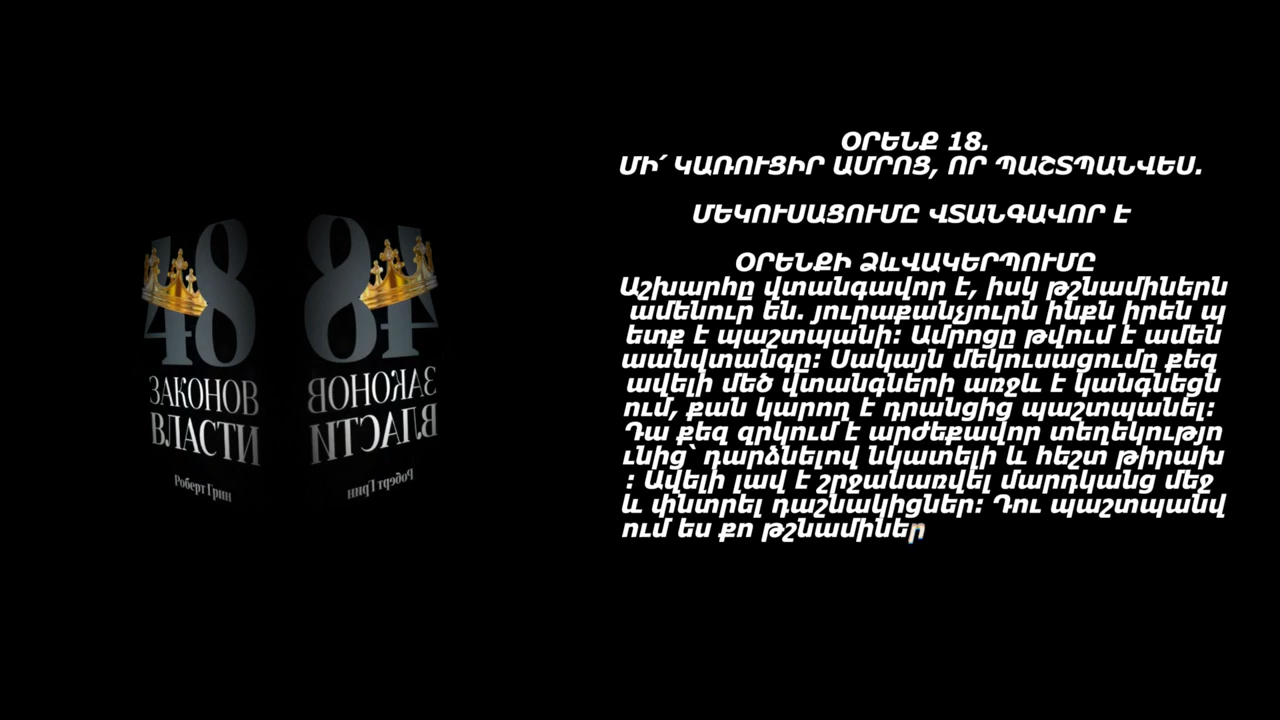 48
ЗАКОНОВ
ВЛАСТИ
Роберт Грин
48
ЗАКОНОВ
ВЛАСТИ
Роберт Грин
ՕՐԵՆՔ 18.
ՄԻ՛ ԿԱՌՈՒՑԻՐ ԱՄՐՈՑ, ՈՐ ՊԱՇՏՊԱՆՎԵՍ.
ՄԵԿՈՒՍԱՑՈՒՄԸ ՎՏԱՆԳԱՎՈՐ Է
ՕՐԵՆՔԻ ՁևՎԱԿԵՐՊՈՒՄԸ
Աշխարհը վտանգավոր է, իսկ թշնամիներն
ամենուր են. յուրաքանչյուրն ինքն իրեն պ
ետք է պաշտպանի: Ամրոցը թվում է ամեն
աանվտանգը: Սակայն մեկուսացումը քեզ
ավելի մեծ վտանգների առջև է կանգնեցն
ում, քան կարող է դրանցից պաշտպանել:
Դա քեզ զրկում է արժեքավոր տեղեկությո
ւնից՝ դարձնելով նկատելի և հեշտ թիրախ
: Ավելի լավ է շրջանառվել մարդկանց մեջ
և փնտրել դաշնակիցներ: Դու պաշտպանվ
ում ես քո թշնամիներ